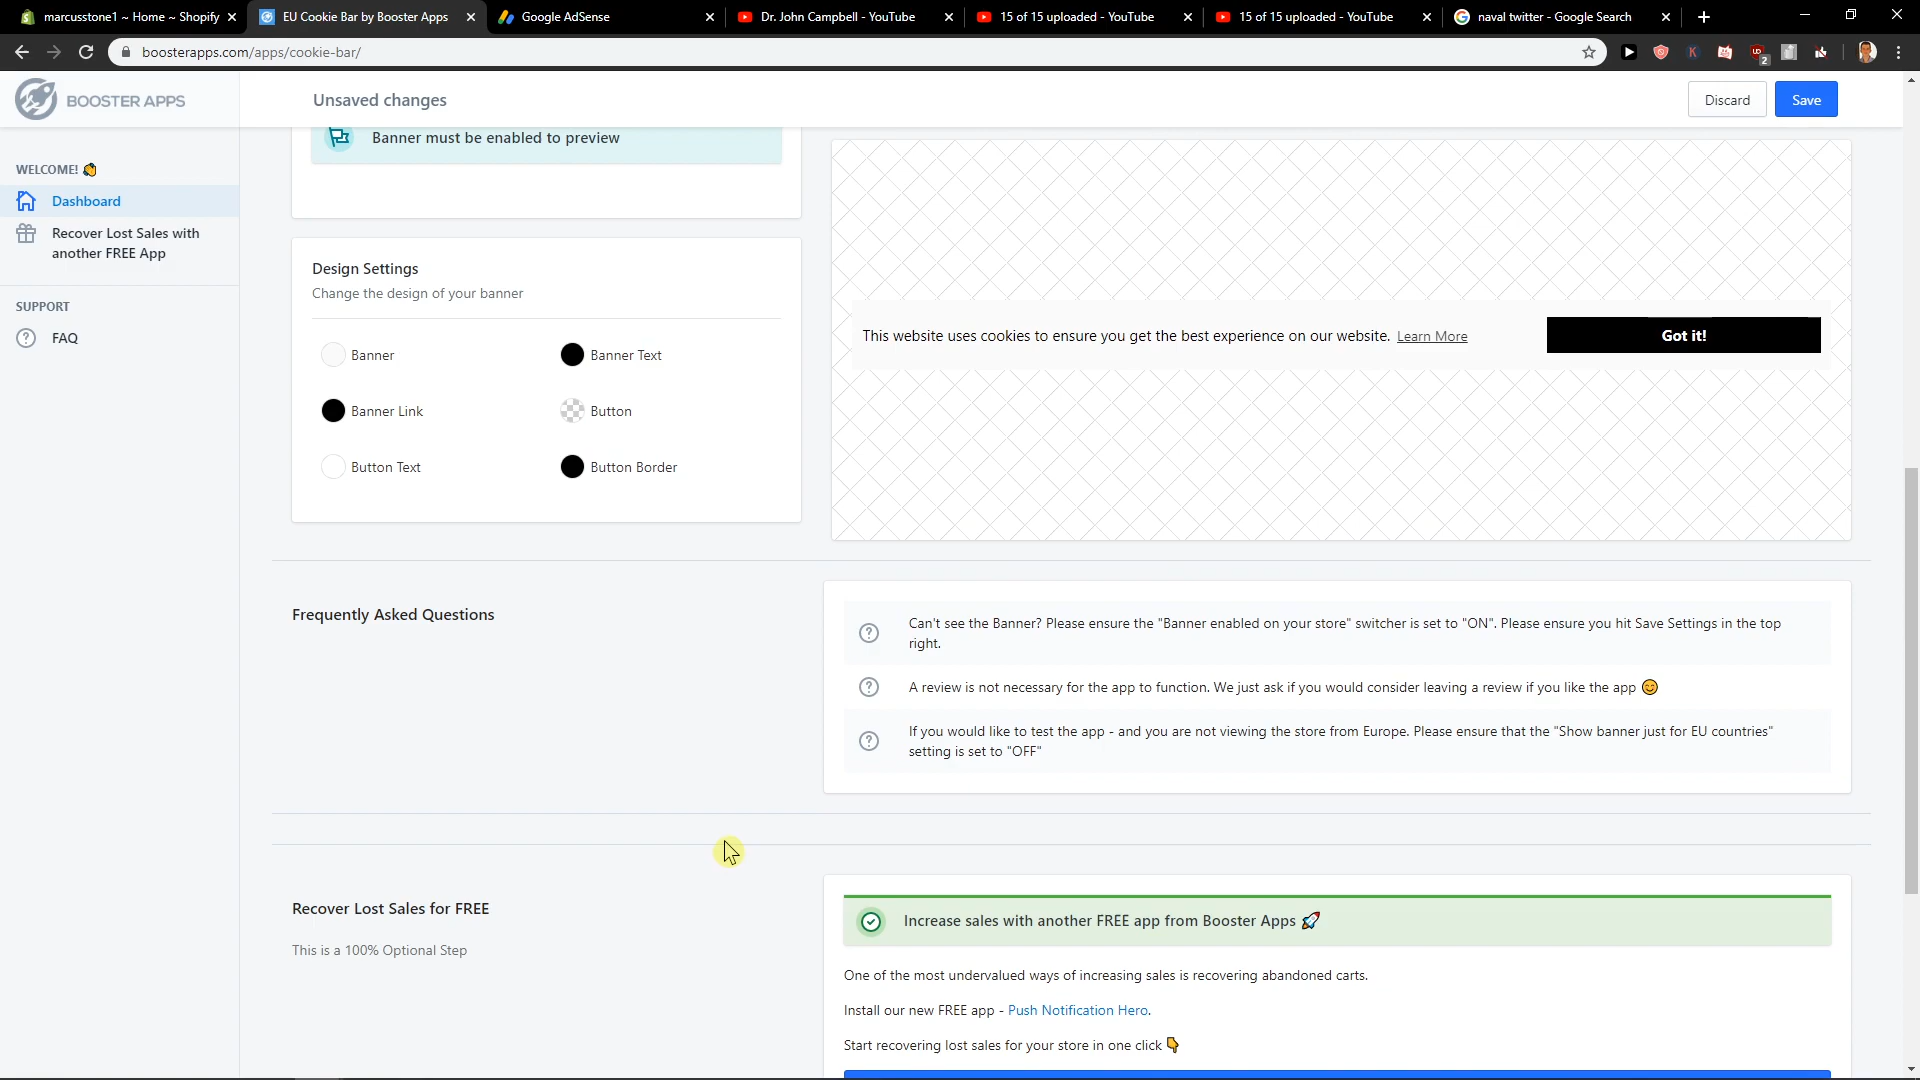 marcusstone1 ~ Home ~ Shopify
EU Cookie Bar by Booster Apps
Google AdSense
Dr. John Campbell - YouTube
15 of 15 uploaded - YouTube
15 of 15 uploaded - YouTube
naval twitter - Google Search
boosterapps.com/apps/cookie-bar/
K
UD
2
BOOSTER APPS
Unsaved changes
Discard
Save
WELCOME!
Dashboard
Recover Lost Sales with
another FREE App
SUPPORT
FAQ
Banner must be enabled to preview
Design Settings
Change the design of your banner
Banner
Banner Text
Banner Link
Button
Button Text
Button Border
This website uses cookies to ensure you get the best experience on our website. Learn More
Got it!
Frequently Asked Questions
Can't see the Banner? Please ensure the "Banner enabled on your store" switcher is set to "ON". Please ensure you hit Save Settings in the top
right.
A review is not necessary for the app to function. We just ask if you would consider leaving a review if you like the app
If you would like to test the app - and you are not viewing the store from Europe. Please ensure that the "Show banner just for EU countries"
setting is set to "OFF"
Recover Lost Sales for FREE
This is a 100% Optional Step
Increase sales with another FREE app from Booster Apps
One of the most undervalued ways of increasing sales is recovering abandoned carts.
Install our new FREE app - Push Notification Hero.
Start recovering lost sales for your store in one click